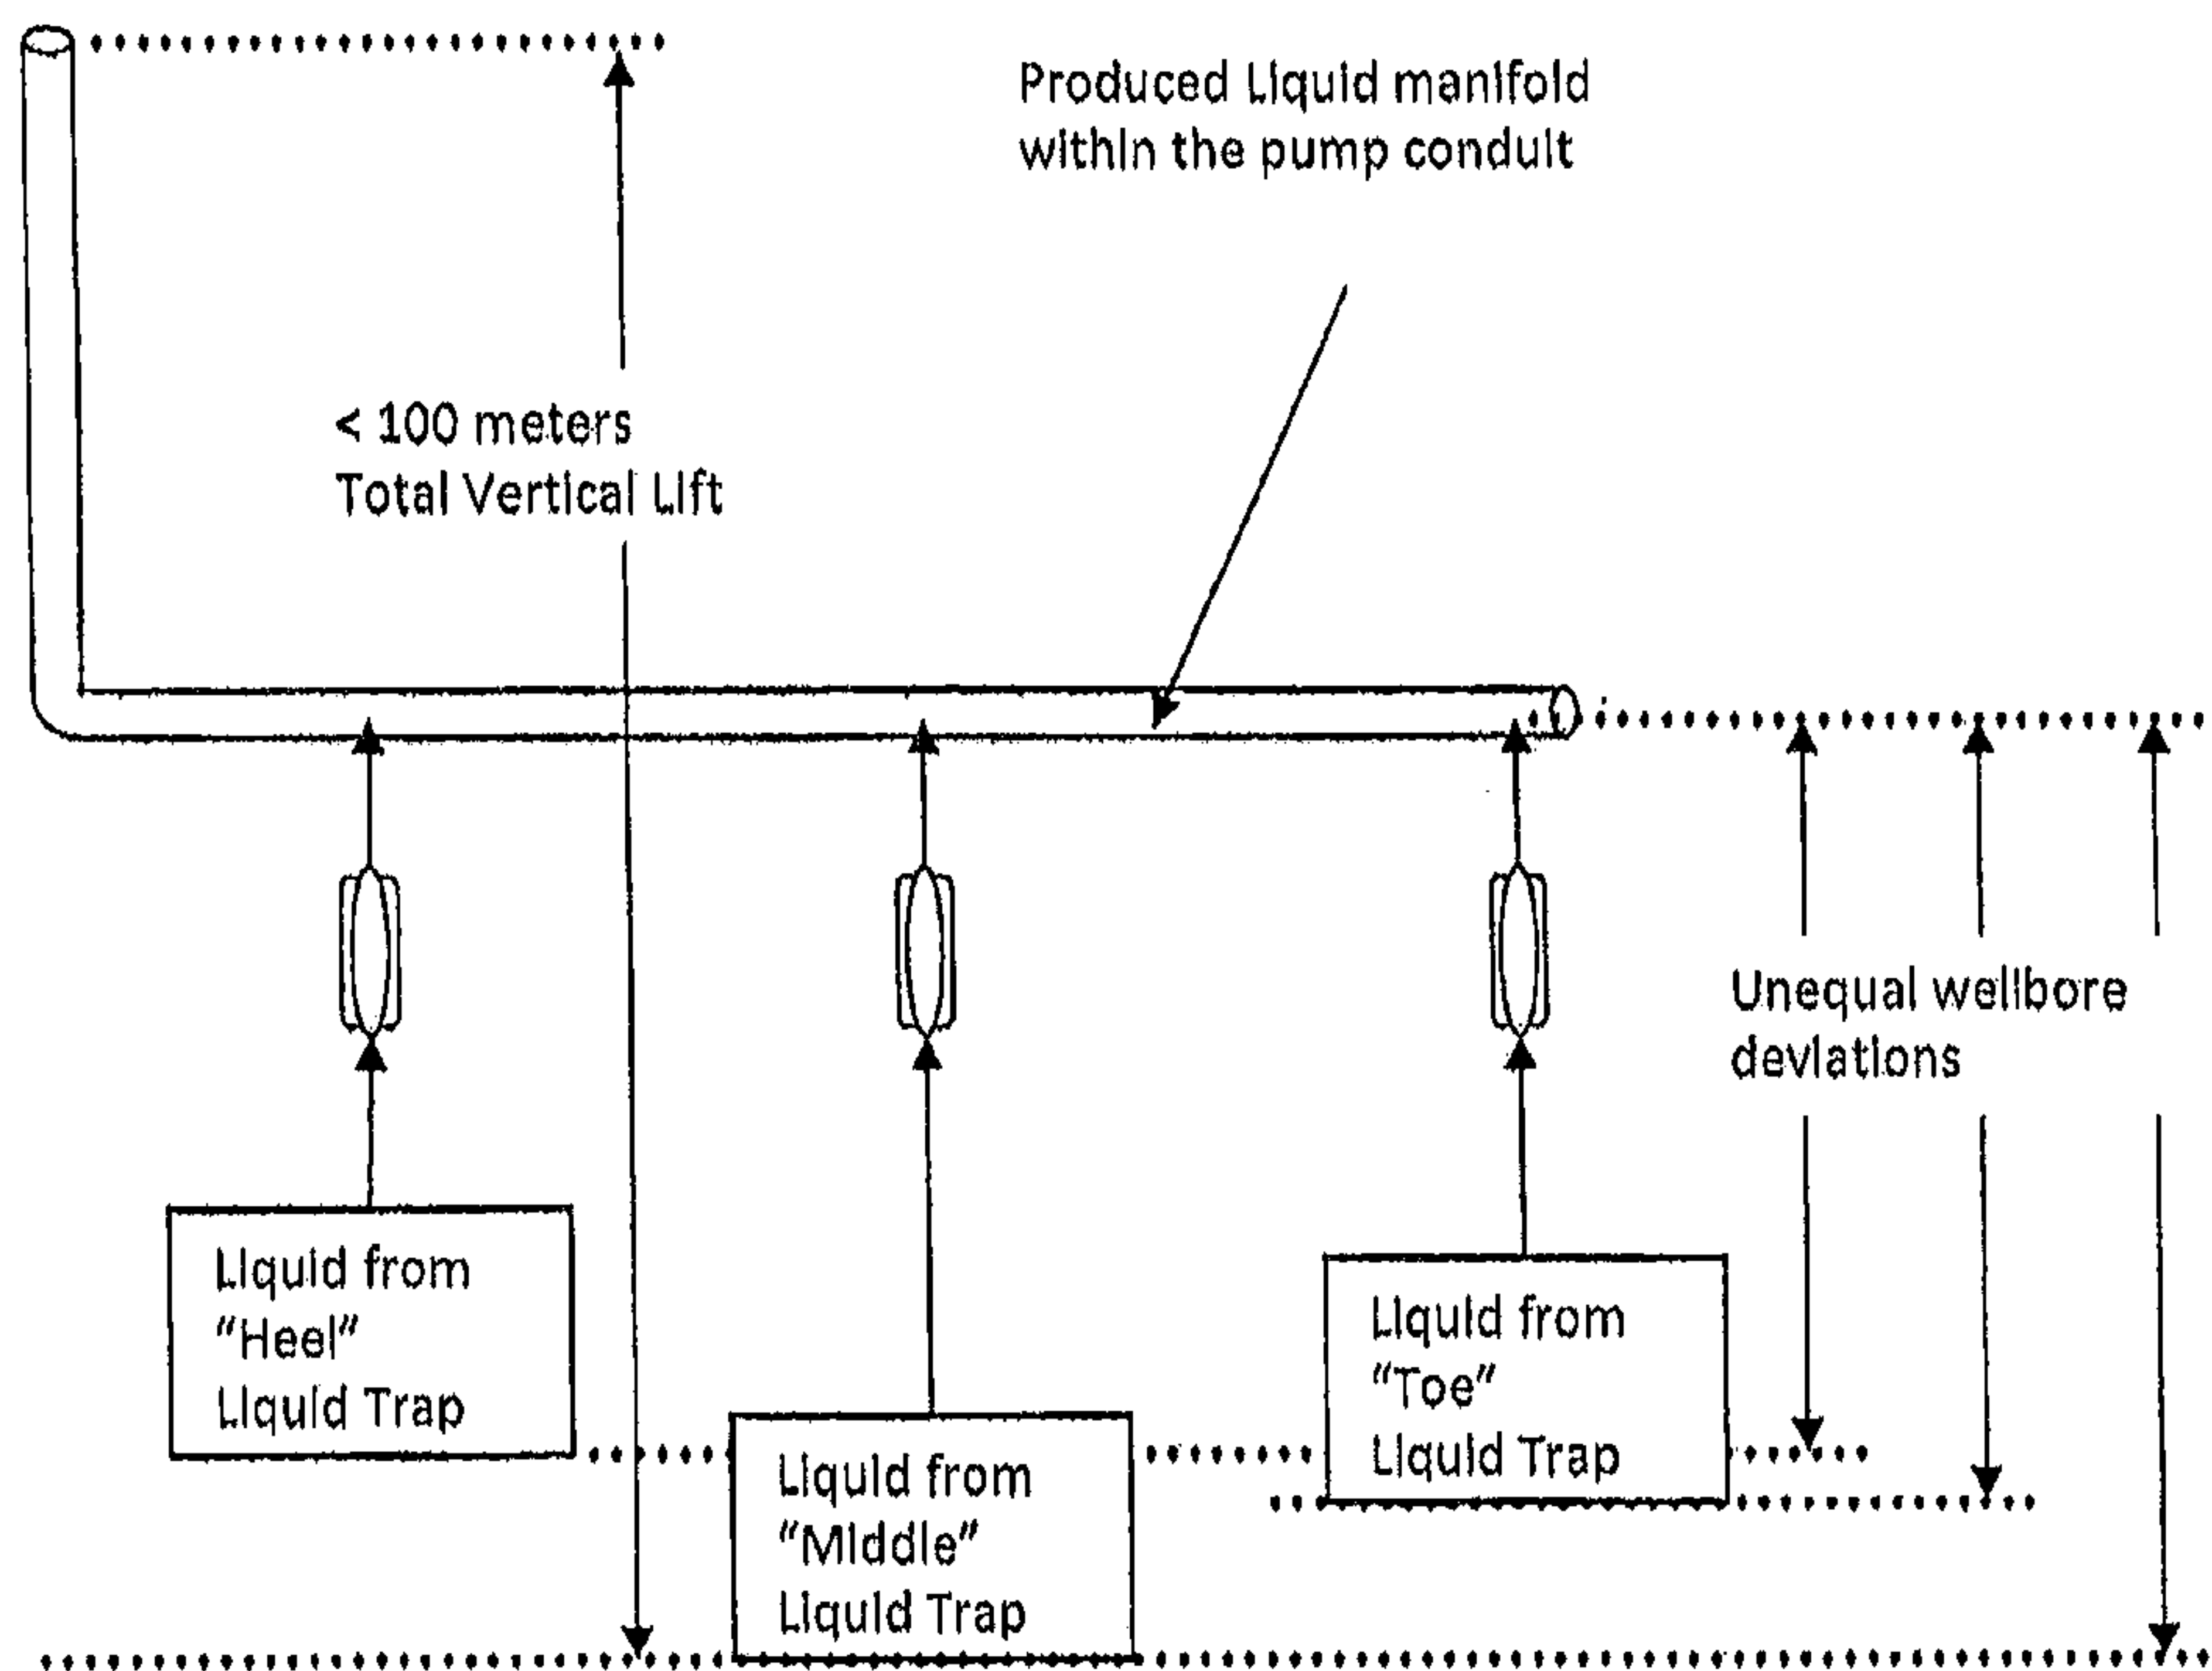 Produced Liquid manifold
within the pump conduit
< 100 meters
Total Vertical Lift
Unequal wellbore
deviations
Liquid from
"Heel"
Liquid Trap
Liquid from
"Middle"
Liquid Trap
Liquid from
"Toe"
Liquid Trap